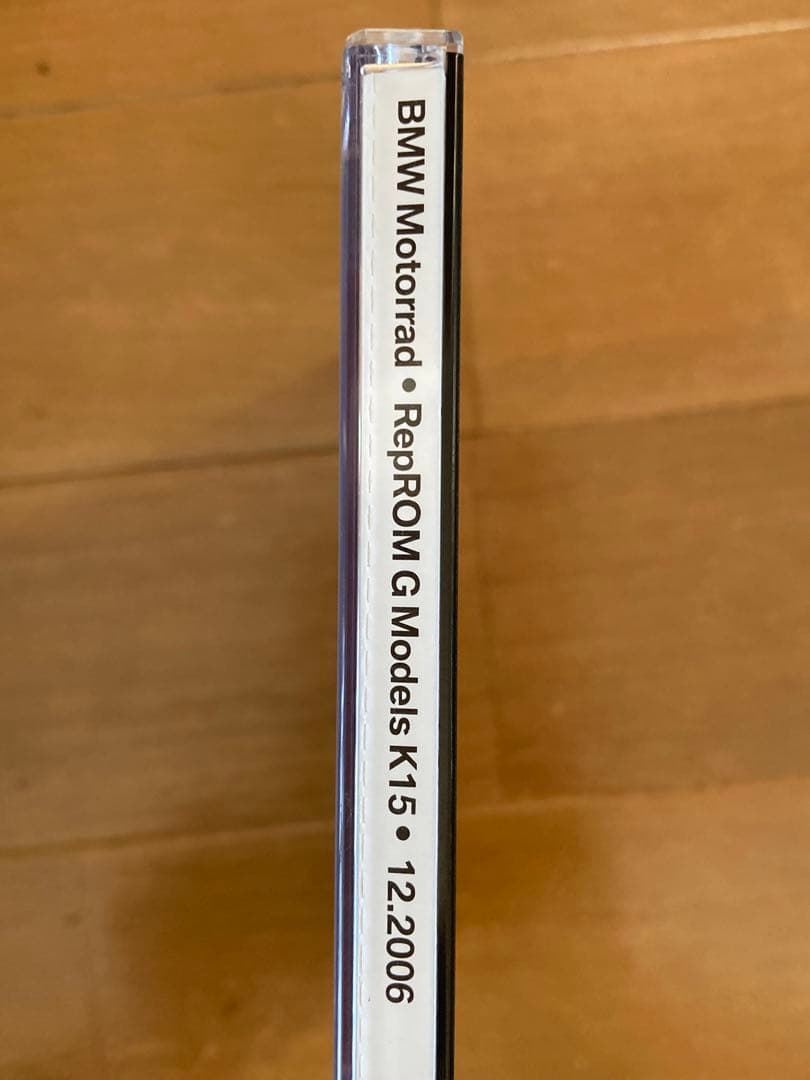 BMW Motorrad • RepROM G Models K15 • 12.2006